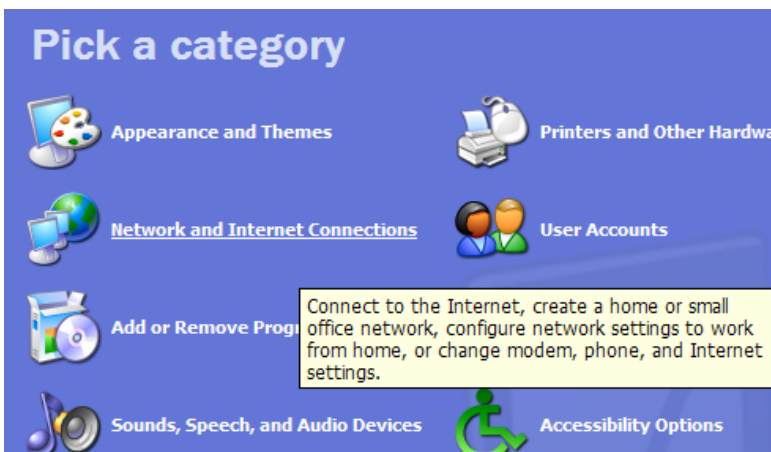 Pick a category
Appearance and Themes
Printers and Other Hardwa
Network and Internet Connections
User Accounts
Add or Remove Progr
Connect to the Internet, create a home or small
office network, configure network settings to work
from home, or change modem, phone, and Internet
settings.
Sounds, Speech, and Audio Devices
Accessibility Options